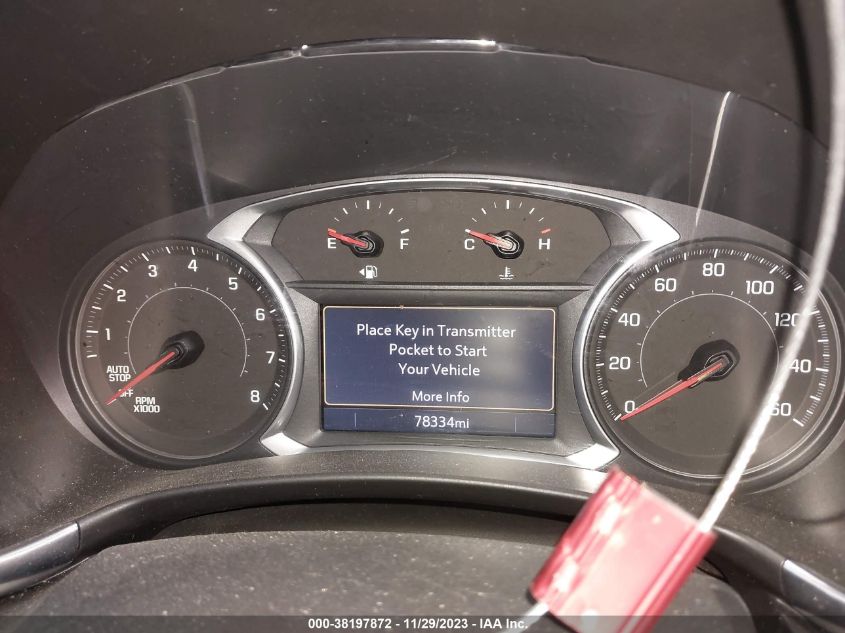 E F
C H
1 2 3 4 5 6 7 8
AUTO
STOP
OFF
RPM
X1000
Place Key in Transmitter
Pocket to Start
Your Vehicle
More Info
78334mi
0 20 40 60 80 100 120
000-38197872 - 11/29/2023 - IAA Inc.